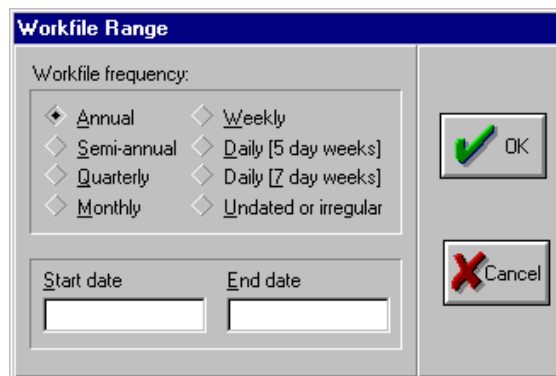 Workfile Range
Workfile frequency:
Annual
Semi-annual
Quarterly
Monthly
Weekly
Daily [5 day weeks]
Daily [7 day weeks]
Undated or irregular
Start date
End date
OK
Cancel